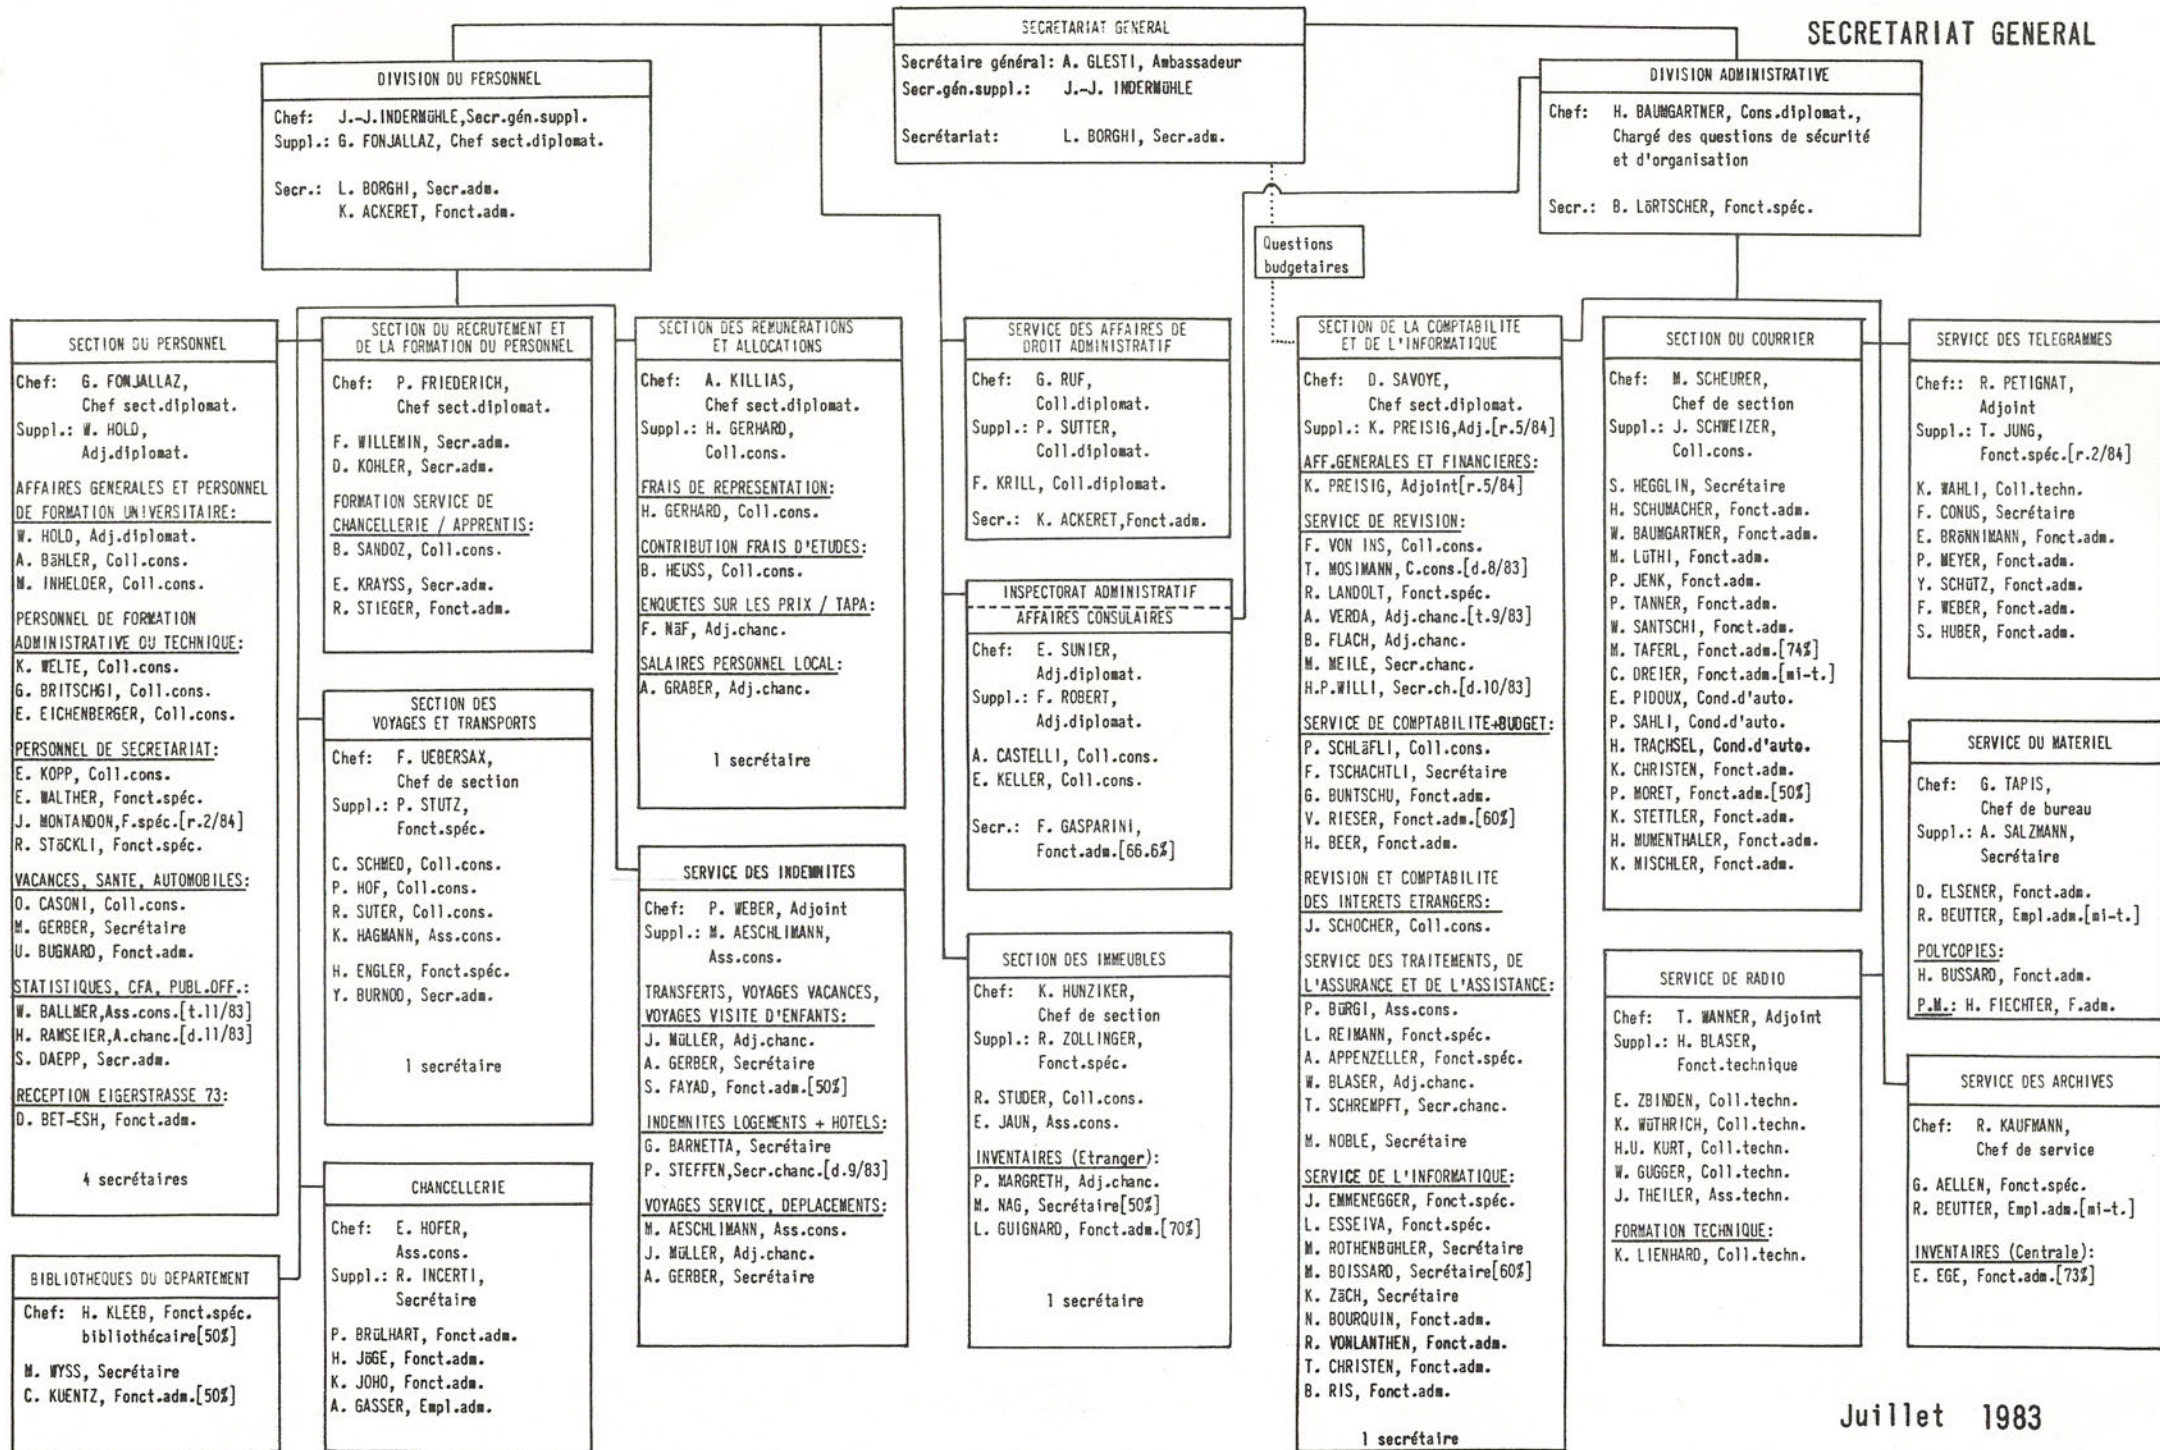 SECRETARIAT GENERAL
SECRETARIAT GENERAL
Secrétaire général: A. GLESTI, Ambassadeur
Secr.gén.suppl.: J.-J. INDERMüHLE
Secrétariat: L. BORGHI, Secr.adm.
DIVISION DU PERSONNEL
Chef: J.-J.INDERMüHLE,Secr.gén.suppl.
Suppl.: G. FONJALLAZ, Chef sect.diplomat.
Secr.: L. BORGHI, Secr.adm.
K. ACKERET, Fonct.adm.
DIVISION ADMINISTRATIVE
Chef: H. BAUMGARTNER, Cons.diplomat.,
Chargé des questions de sécurité
et d'organisation
Secr.: B. LöRTSCHER, Fonct.spéc.
Questions
budgetaires
SECTION DU PERSONNEL
Chef: G. FONJALLAZ,
Chef sect.diplomat.
Suppl.: W. HOLD,
Adj.diplomat.
AFFAIRES GENERALES ET PERSONNEL
DE FORMATION UNIVERSITAIRE:
W. HOLD, Adj.diplomat.
A. BäHLER, Coll.cons.
M. INHELDER, Coll.cons.
PERSONNEL DE FORMATION
ADMINISTRATIVE OU TECHNIQUE:
K. WELTE, Coll.cons.
G. BRITSCHGI, Coll.cons.
E. EICHENBERGER, Coll.cons.
PERSONNEL DE SECRETARIAT:
E. KOPP, Coll.cons.
E. WALTHER, Fonct.spéc.
J. MONTANDON,F.spéc.[r.2/84]
R. STöCKLI, Fonct.spéc.
VACANCES, SANTE, AUTOMOBILES:
O. CASONI, Coll.cons.
M. GERBER, Secrétaire
U. BUGNARD, Fonct.adm.
STATISTIQUES, CFA, PUBL.OFF.:
W. BALLMER,Ass.cons.[t.11/83]
H. RAMSEIER,A.chanc.[d.11/83]
S. DAEPP, Secr.adm.
RECEPTION EIGERSTRASSE 73:
D. BET-ESH, Fonct.adm.
4 secrétaires
BIBLIOTHEQUES DU DEPARTEMENT
Chef: H. KLEEB, Fonct.spéc.
bibliothécaire[50%]
M. WYSS, Secrétaire
C. KUENTZ, Fonct.adm.[50%]
SECTION DU RECRUTEMENT ET
DE LA FORMATION DU PERSONNEL
Chef: P. FRIEDERICH,
Chef sect.diplomat.
F. WILLEMIN, Secr.adm.
D. KOHLER, Secr.adm.
FORMATION SERVICE DE
CHANCELLERIE / APPRENTIS:
B. SANDOZ, Coll.cons.
E. KRAYSS, Secr.adm.
R. STIEGER, Fonct.adm.
SECTION DES
VOYAGES ET TRANSPORTS
Chef: F. UEBERSAX,
Chef de section
Suppl.: P. STUTZ,
Fonct.spéc.
C. SCHMED, Coll.cons.
P. HOF, Coll.cons.
R. SUTER, Coll.cons.
K. HAGMANN, Ass.cons.
H. ENGLER, Fonct.spéc.
Y. BURNOD, Secr.adm.
1 secrétaire
CHANCELLERIE
Chef: E. HOFER,
Ass.cons.
Suppl.: R. INCERTI,
Secrétaire
P. BRüLHART, Fonct.adm.
H. JöGE, Fonct.adm.
K. JOHO, Fonct.adm.
A. GASSER, Empl.adm.
SECTION DES REMUNERATIONS
ET ALLOCATIONS
Chef: A. KILLIAS,
Chef sect.diplomat.
Suppl.: H. GERHARD,
Coll.cons.
FRAIS DE REPRESENTATION:
H. GERHARD, Coll.cons.
CONTRIBUTION FRAIS D'ETUDES:
B. HEUSS, Coll.cons.
ENQUETES SUR LES PRIX / TAPA:
F. NäF, Adj.chanc.
SALAIRES PERSONNEL LOCAL:
A. GRABER, Adj.chanc.
1 secrétaire
SERVICE DES INDEMNITES
Chef: P. WEBER, Adjoint
Suppl.: M. AESCHLIMANN,
Ass.cons.
TRANSFERTS, VOYAGES VACANCES,
VOYAGES VISITE D'ENFANTS:
J. MüLLER, Adj.chanc.
A. GERBER, Secrétaire
S. FAYAD, Fonct.adm.[50%]
INDEMNITES LOGEMENTS + HOTELS:
G. BARNETTA, Secrétaire
P. STEFFEN,Secr.chanc.[d.9/83]
VOYAGES SERVICE, DEPLACEMENTS:
M. AESCHLIMANN, Ass.cons.
J. MüLLER, Adj.chanc.
A. GERBER, Secrétaire
SERVICE DES AFFAIRES DE
DROIT ADMINISTRATIF
Chef: G. RUF,
Coll.diplomat.
Suppl.: P. SUTTER,
Coll.diplomat.
F. KRILL, Coll.diplomat.
Secr.: K. ACKERET,Fonct.adm.
INSPECTORAT ADMINISTRATIF
AFFAIRES CONSULAIRES
Chef: E. SUNIER,
Adj.diplomat.
Suppl.: F. ROBERT,
Adj.diplomat.
A. CASTELLI, Coll.cons.
E. KELLER, Coll.cons.
Secr.: F. GASPARINI,
Fonct.adm.[66.6%]
SECTION DES IMMEUBLES
Chef: K. HUNZIKER,
Chef de section
Suppl.: R. ZOLLINGER,
Fonct.spéc.
R. STUDER, Coll.cons.
E. JAUN, Ass.cons.
INVENTAIRES (Etranger):
P. MARGRETH, Adj.chanc.
M. NAG, Secrétaire[50%]
L. GUIGNARD, Fonct.adm.[70%]
1 secrétaire
SECTION DE LA COMPTABILITE
ET DE L'INFORMATIQUE
Chef: D. SAVOYE,
Chef sect.diplomat.
Suppl.: K. PREISIG,Adj.[r.5/84]
AFF.GENERALES ET FINANCIERES:
K. PREISIG, Adjoint[r.5/84]
SERVICE DE REVISION:
F. VON INS, Coll.cons.
T. MOSIMANN, C.cons.[d.8/83]
R. LANDOLT, Fonct.spéc.
A. VERDA, Adj.chanc.[t.9/83]
B. FLACH, Adj.chanc.
M. MEILE, Secr.chanc.
H.P.WILLI, Secr.ch.[d.10/83]
SERVICE DE COMPTABILITE+BUDGET:
P. SCHLäFLI, Coll.cons.
F. TSCHACHTLI, Secrétaire
G. BUNTSCHU, Fonct.adm.
V. RIESER, Fonct.adm.[60%]
H. BEER, Fonct.adm.
REVISION ET COMPTABILITE
DES INTERETS ETRANGERS:
J. SCHOCHER, Coll.cons.
SERVICE DES TRAITEMENTS, DE
L'ASSURANCE ET DE L'ASSISTANCE:
P. BüRGI, Ass.cons.
L. REIMANN, Fonct.spéc.
A. APPENZELLER, Fonct.spéc.
W. BLASER, Adj.chanc.
T. SCHREMPFT, Secr.chanc.
M. NOBLE, Secrétaire
SERVICE DE L'INFORMATIQUE:
J. EMMENEGGER, Fonct.spéc.
L. ESSEIVA, Fonct.spéc.
M. ROTHENBüHLER, Secrétaire
M. BOISSARD, Secrétaire[60%]
K. ZäCH, Secrétaire
N. BOURQUIN, Fonct.adm.
R. VONLANTHEN, Fonct.adm.
T. CHRISTEN, Fonct.adm.
B. RIS, Fonct.adm.
1 secrétaire
SECTION DU COURRIER
Chef: M. SCHEURER,
Chef de section
Suppl.: J. SCHWEIZER,
Coll.cons.
S. HEGGLIN, Secrétaire
H. SCHUMACHER, Fonct.adm.
W. BAUMGARTNER, Fonct.adm.
M. LüTHI, Fonct.adm.
P. JENK, Fonct.adm.
P. TANNER, Fonct.adm.
W. SANTSCHI, Fonct.adm.
M. TAFERL, Fonct.adm.[74%]
C. DREIER, Fonct.adm.[mi-t.]
E. PIDOUX, Cond.d'auto.
P. SAHLI, Cond.d'auto.
H. TRACHSEL, Cond.d'auto.
K. CHRISTEN, Fonct.adm.
P. MORET, Fonct.adm.[50%]
K. STETTLER, Fonct.adm.
H. MUMENTHALER, Fonct.adm.
K. MISCHLER, Fonct.adm.
SERVICE DE RADIO
Chef: T. WANNER, Adjoint
Suppl.: H. BLASER,
Fonct.technique
E. ZBINDEN, Coll.techn.
K. WüTHRICH, Coll.techn.
H.U. KURT, Coll.techn.
W. GUGGER, Coll.techn.
J. THEILER, Ass.techn.
FORMATION TECHNIQUE:
K. LIENHARD, Coll.techn.
SERVICE DES TELEGRAMMES
Chef:: R. PETIGNAT,
Adjoint
Suppl.: T. JUNG,
Fonct.spéc.[r.2/84]
K. WAHLI, Coll.techn.
F. CONUS, Secrétaire
E. BRöNNIMANN, Fonct.adm.
P. MEYER, Fonct.adm.
Y. SCHüTZ, Fonct.adm.
F. WEBER, Fonct.adm.
S. HUBER, Fonct.adm.
SERVICE DU MATERIEL
Chef: G. TAPIS,
Chef de bureau
Suppl.: A. SALZMANN,
Secrétaire
D. ELSENER, Fonct.adm.
R. BEUTTER, Empl.adm.[mi-t.]
POLYCOPIES:
H. BUSSARD, Fonct.adm.
P.M.: H. FIECHTER, F.adm.
SERVICE DES ARCHIVES
Chef: R. KAUFMANN,
Chef de service
G. AELLEN, Fonct.spéc.
R. BEUTTER, Empl.adm.[mi-t.]
INVENTAIRES (Centrale):
E. EGE, Fonct.adm.[73%]
Juillet 1983